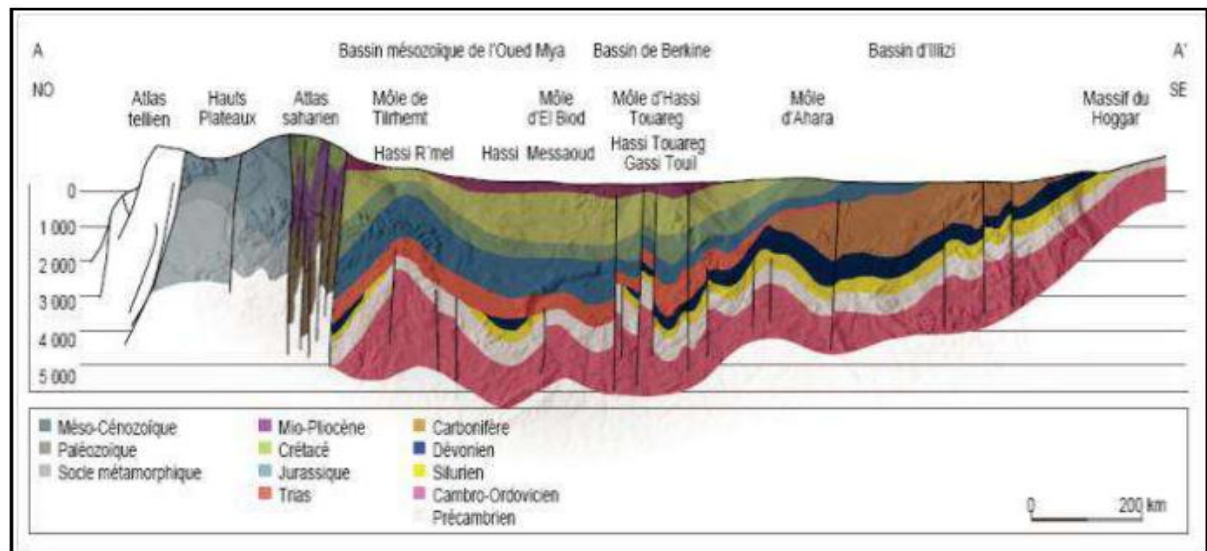 A
Bassin mésozoïque de l'Oued Mya
Bassin de Berkine
Bassin d'Illizi
A'
NO
SE
Atlas
tellien
Hauts
Plateaux
Atlas
saharien
Môle de
Tilrhemt
Môle
d'El Biod
Môle d'Hassi
Touareg
Môle
d'Ahara
Massif du
Hoggar
Hassi R'mel
Hassi Messaoud
Hassi Touareg
Gassi Touil
0
1 000
2 000
3 000
4 000
5 000
Méso-Cénozoïque
Paléozoïque
Socle métamorphique
Mio-Pliocène
Crétacé
Jurassique
Trias
Carbonifère
Dévonien
Silurien
Cambro-Ordovicien
Précambrien
0 200 km